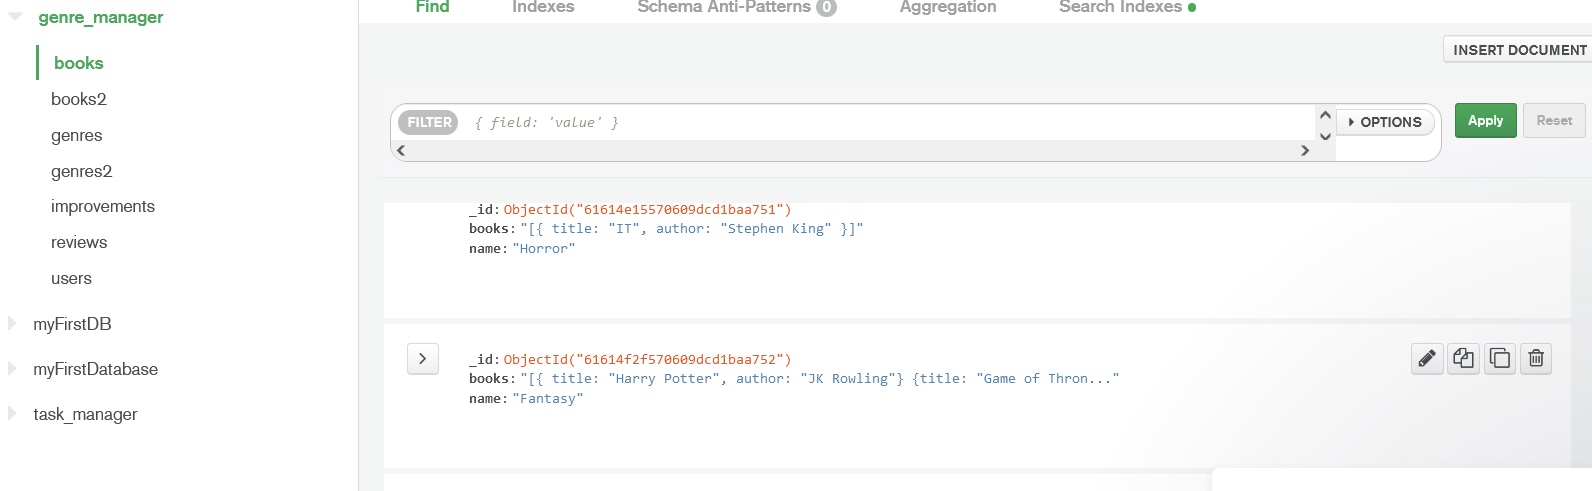 genre_manager
books
books2
genres
genres2
improvements
reviews
users
myFirstDB
myFirstDatabase
task_manager
Find Indexes Schema Anti-Patterns 0 Aggregation Search Indexes
INSERT DOCUMENT
FILTER { field: 'value' } OPTIONS Apply Reset
_id: ObjectId("61614e15570609dcd1baa751")
books: "[{ title: "IT", author: "Stephen King" }]"
name: "Horror"
_id: ObjectId("61614f2f570609dcd1baa752")
books: "[{ title: "Harry Potter", author: "JK Rowling"} {title: "Game of Thron..."
name: "Fantasy"